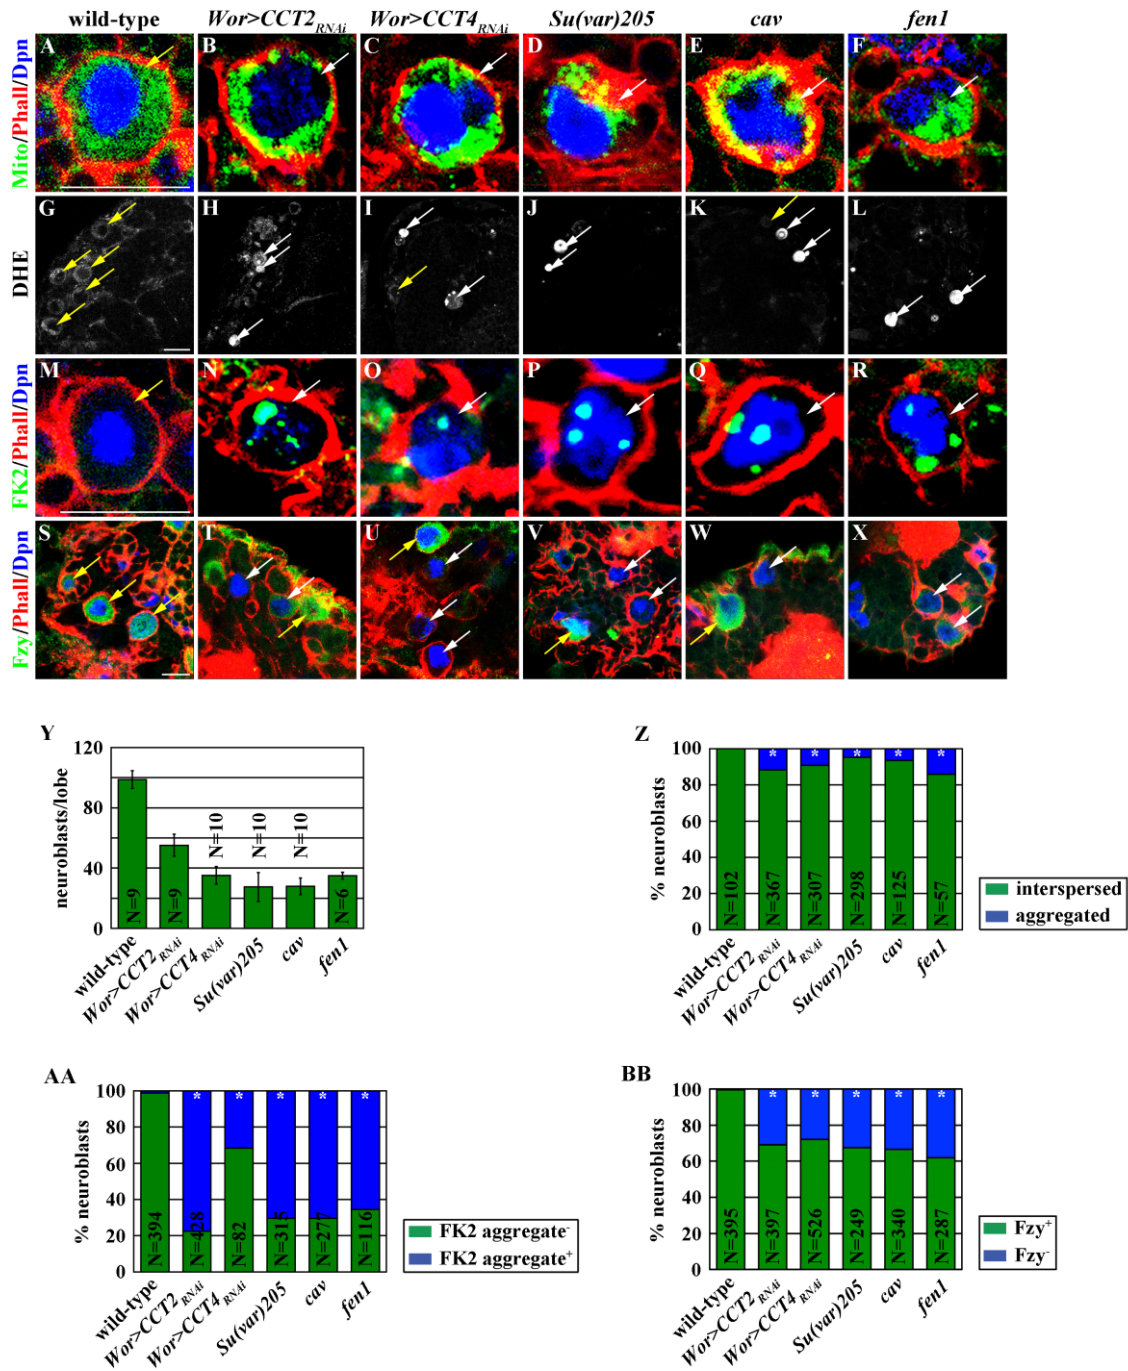 wild-type Wor>CCT2RNAi Wor>CCT4RNAi Su(var)205 cav fen1
Mito/Phall/Dpn
A B C D E F
DHE
G H I J K L
FK2/Phall/Dpn
M N O P Q R
Fzy/Phall/Dpn
S T U V W X
Y
neuroblasts/lobe
120
80
40
0
N=9 N=9 N=10 N=10 N=10 N=6
wild-type Wor>CCT2RNAi Wor>CCT4RNAi Su(var)205 cav fen1
Z
% neuroblasts
100
80
60
40
20
0
* * * * *
N=102 N=367 N=307 N=298 N=125 N=57
wild-type Wor>CCT2RNAi Wor>CCT4RNAi Su(var)205 cav fen1
interspersed
aggregated
AA
% neuroblasts
100
80
60
40
20
0
* * * * *
N=394 N=428 N=82 N=315 N=277 N=116
wild-type Wor>CCT2RNAi Wor>CCT4RNAi Su(var)205 cav fen1
FK2 aggregate-
FK2 aggregate+
BB
% neuroblasts
100
80
60
40
20
0
* * * * *
N=395 N=397 N=526 N=249 N=340 N=287
wild-type Wor>CCT2RNAi Wor>CCT4RNAi Su(var)205 cav fen1
Fzy+
Fzy-